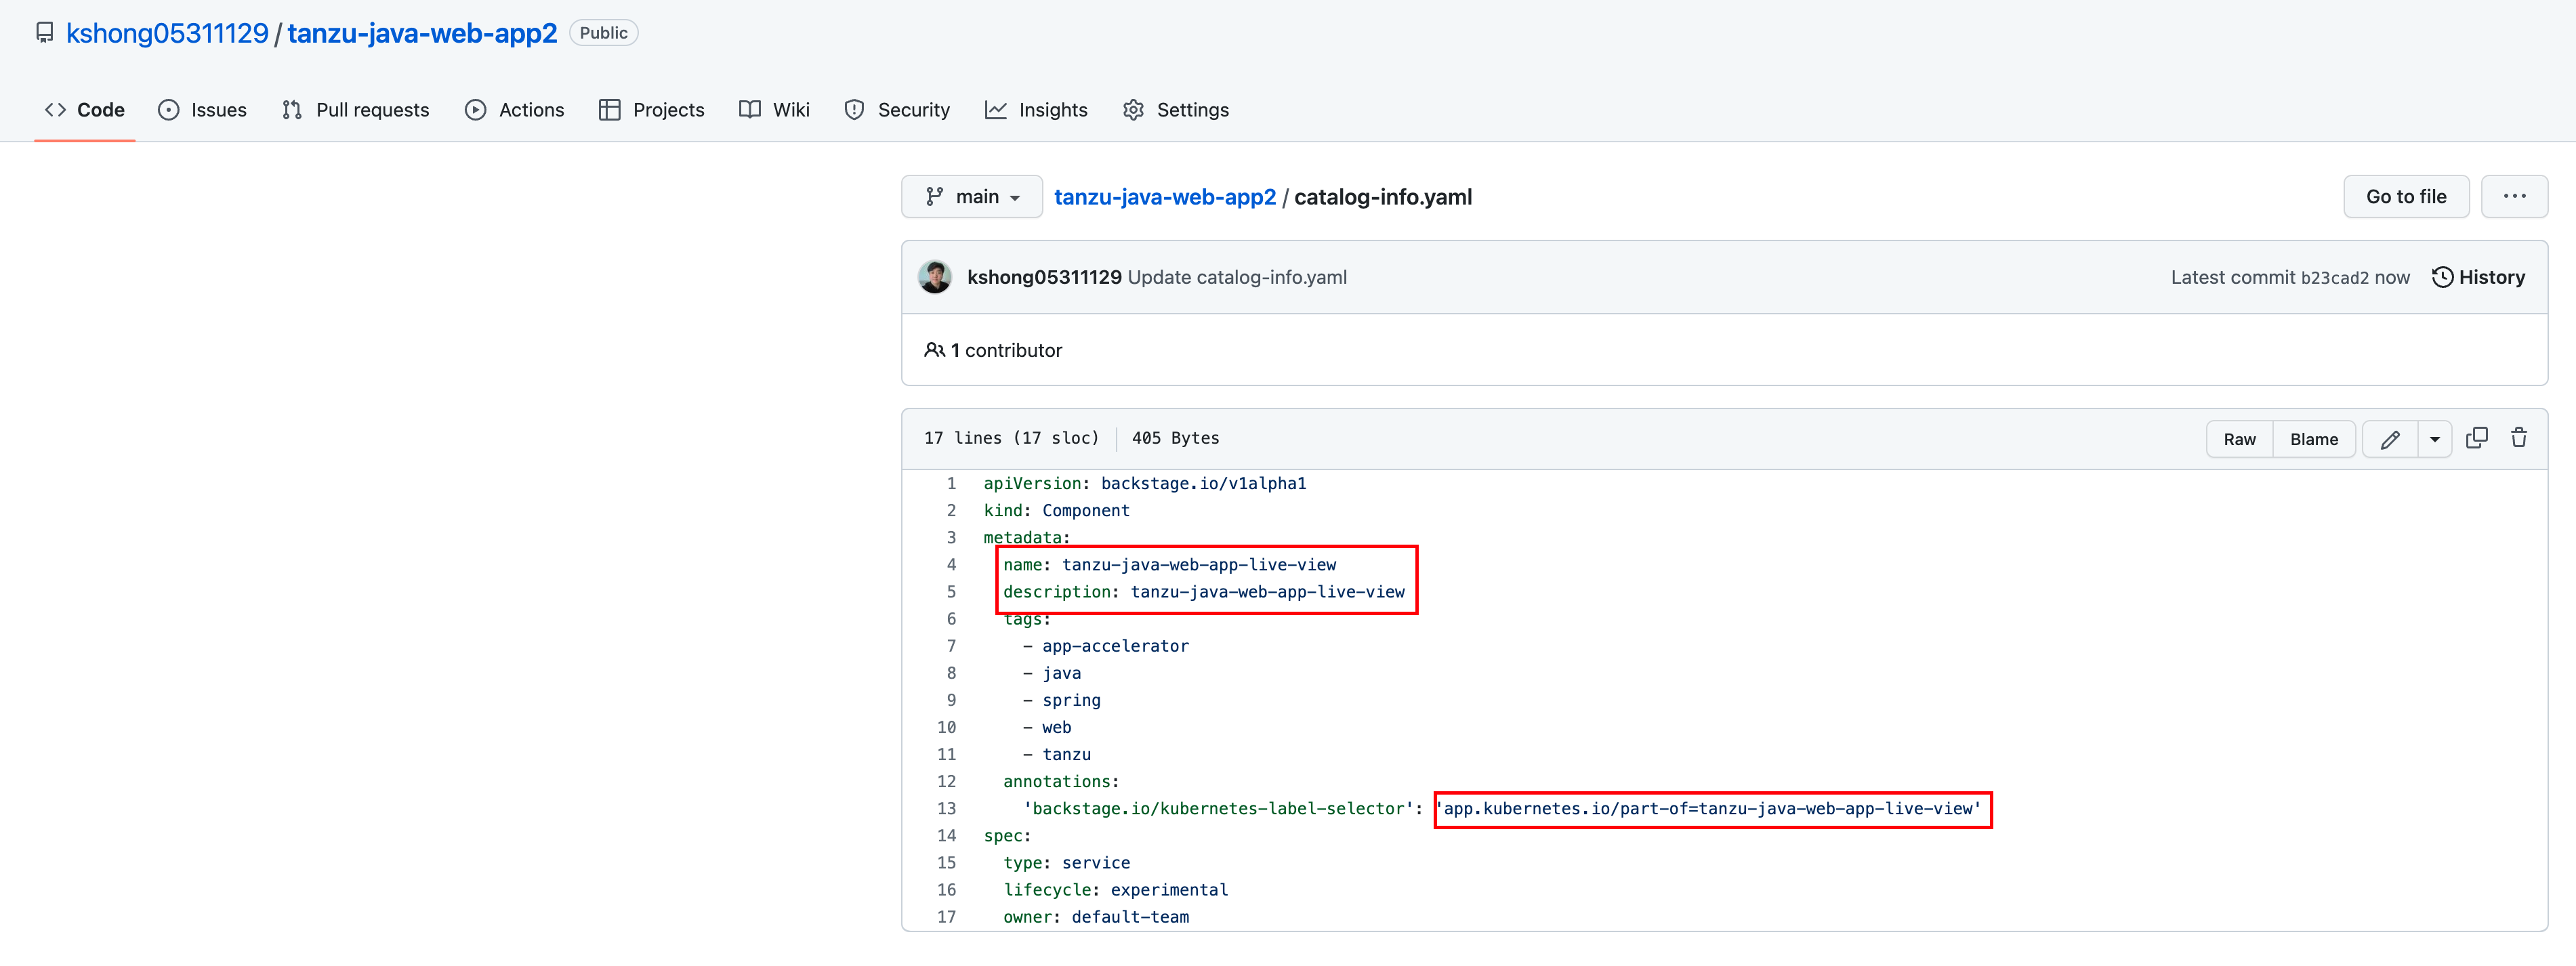 kshong05311129 / tanzu-java-web-app2 Public
Code Issues Pull requests Actions Projects Wiki Security Insights Settings
main tanzu-java-web-app2 / catalog-info.yaml Go to file ...
kshong05311129 Update catalog-info.yaml Latest commit b23cad2 now History
1 contributor
17 lines (17 sloc) 405 Bytes Raw Blame
1 apiVersion: backstage.io/v1alpha1
2 kind: Component
3 metadata:
4 name: tanzu-java-web-app-live-view
5 description: tanzu-java-web-app-live-view
6 tags:
7 - app-accelerator
8 - java
9 - spring
10 - web
11 - tanzu
12 annotations:
13 'backstage.io/kubernetes-label-selector': 'app.kubernetes.io/part-of=tanzu-java-web-app-live-view'
14 spec:
15 type: service
16 lifecycle: experimental
17 owner: default-team